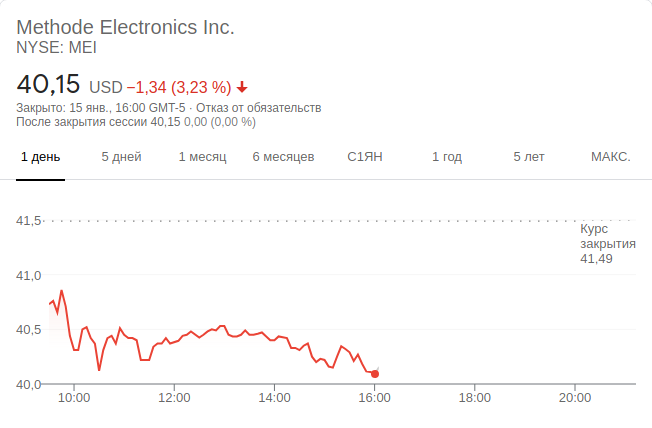 Methode Electronics Inc.
NYSE: MEI
40,15 USD −1,34 (3,23 %)
Закрыто: 15 янв., 16:00 GMT-5 · Отказ от обязательств
После закрытия сессии 40,15 0,00 (0,00 %)
1 день 5 дней 1 месяц 6 месяцев С1ЯН 1 год 5 лет МАКС.
41,5
Курс
закрытия
41,49
41,0
40,5
40,0
10:00 12:00 14:00 16:00 18:00 20:00